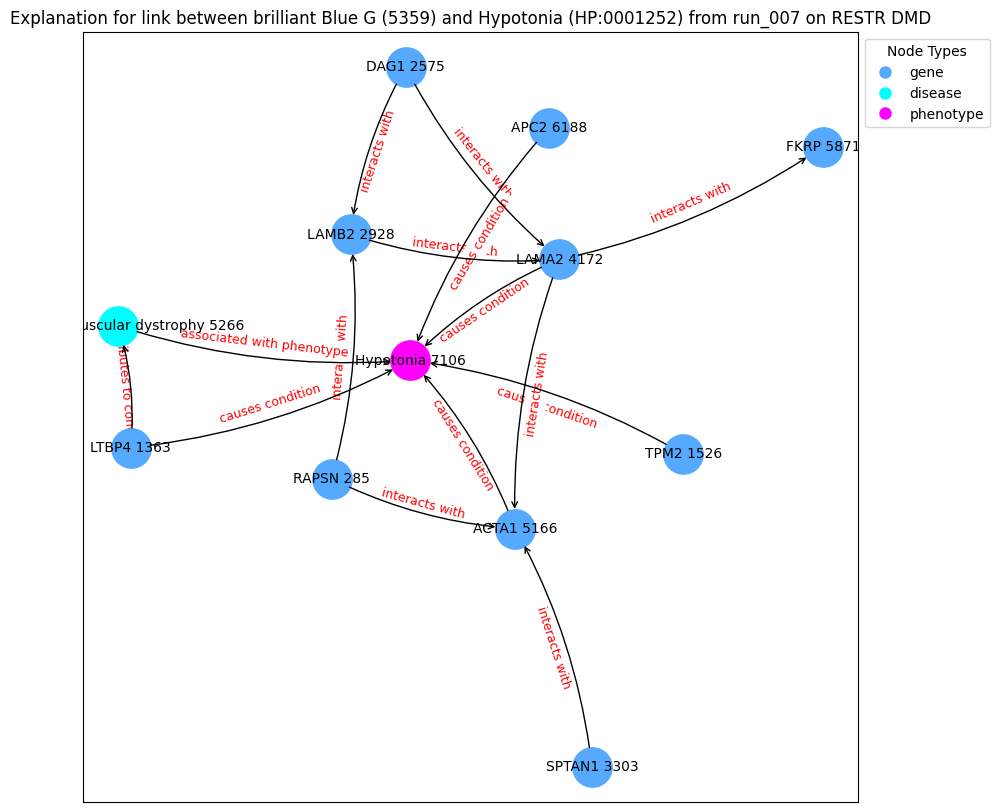 Explanation for link between brilliant Blue G (5359) and Hypotonia (HP:0001252) from run_007 on RESTR DMD
Node Types
gene
disease
phenotype
DAG1 2575
APC2 6188
FKRP 5871
interacts with
interacts with
interacts with
causes condition
LAMB2 2928
interacts with
LAMA2 4172
causes condition
dystrophy 5266
associated with phenotype
interacts with
Hypotonia 7106
to
causes condition
interacts with
causes condition
causes condition
LTBP4 1363
TPM2 1526
RAPSN 285
interacts with
ACTA1 5166
interacts with
SPTAN1 3303